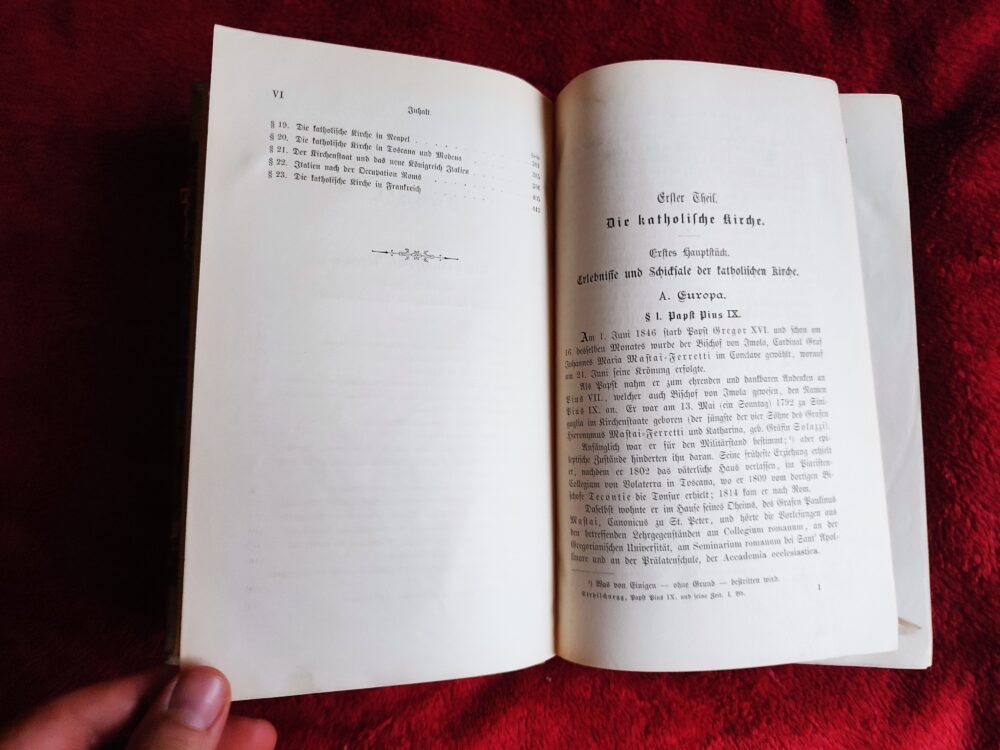 VI
Inhalt.
Seite
§ 19. Die katholische Kirche in Neapel . . . .
§ 20. Die katholische Kirche in Toscana und Modena
§ 21. Der Kirchenstaat und das neue Königreich Italien
§ 22. Italien nach der Occupation Roms . . . . 405
§ 23. Die katholische Kirche in Frankreich 443
Erster Theil.
Die katholische Kirche.
Erstes Hauptstück.
Erlebnisse und Schicksale der katholischen Kirche.
A. Europa.
§ 1. Papst Pius IX.
Am 1. Juni 1846 starb Papst Gregor XVI. und schon am
16. desselben Monates wurde der Bischof von Imola, Cardinal Graf
Johannes Maria Mastai-Ferretti im Conclave gewählt, worauf
am 21. Juni seine Krönung erfolgte.
Als Papst nahm er zum ehrenden und dankbaren Andenken an
Pius VII., welcher auch Bischof von Imola gewesen, den Namen
Pius IX. an. Er war am 13. Mai (ein Sonntag) 1792 zu Sini-
gaglia im Kirchenstaate geboren (der jüngste der vier Söhne des Grafen
Hieronymus Mastai-Ferretti und Katharina, geb. Gräfin Solazzi).
Anfänglich war er für den Militärstand bestimmt; ¹) aber epi-
leptische Zustände hinderten ihn daran. Seine früheste Erziehung erhielt
er, nachdem er 1802 das väterliche Haus verlassen, im Piaristen-
Collegium von Volaterra in Toscana, wo er 1809 vom dortigen Bi-
schofe Tecontie die Tonsur erhielt; 1814 kam er nach Rom.
Daselbst wohnte er im Hause seines Oheims, des Grafen Paulinus
Mastai, Canonicus zu St. Peter, und hörte die Vorlesungen aus
den betreffenden Lehrgegenständen am Collegium romanum, an der
Gregorianischen Universität, am Seminarium romanum bei Sant' Apol-
linare und an der Prälatenschule, der Accademia ecclesiastica.
¹) Was von Einigen — ohne Grund — bestritten wird.
Stepischnegg, Papst Pius IX. und seine Zeit. I. Bd. 1